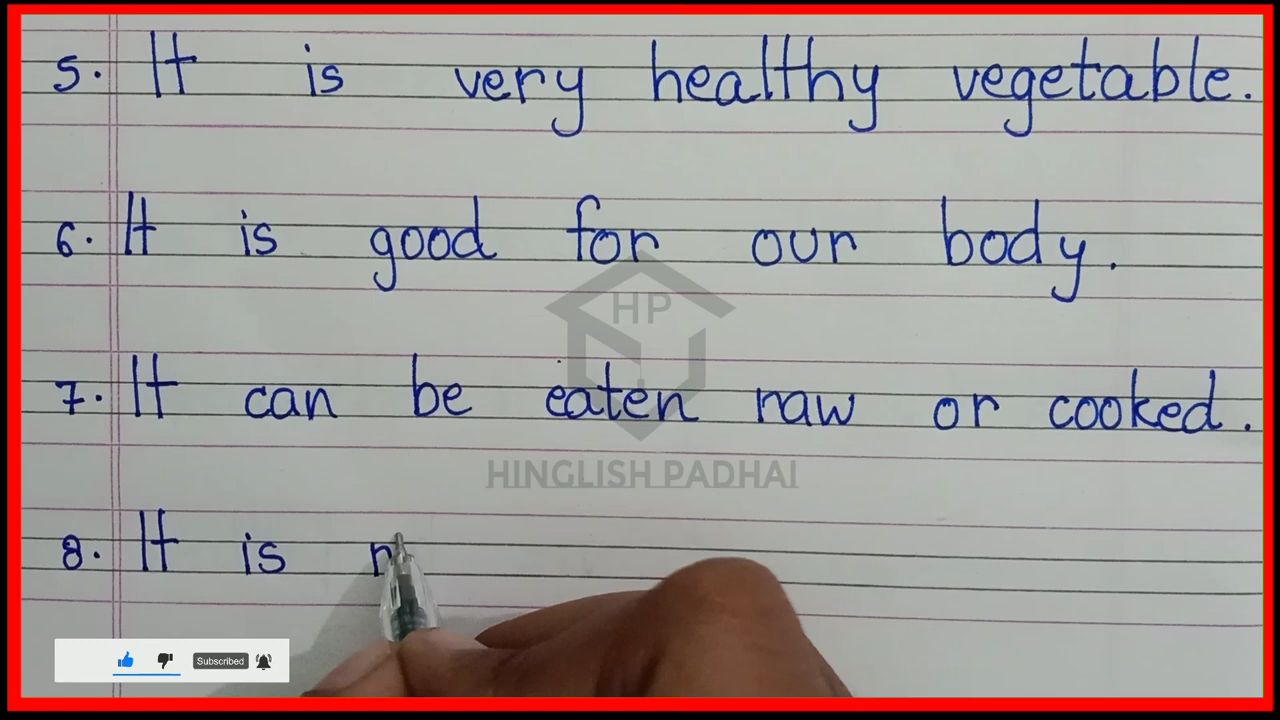 5. It is very healthy vegetable.
6. It is good for our body.
HP
7. It can be eaten raw or cooked.
HINGLISH PADHAI
8. It is r
Subscribed